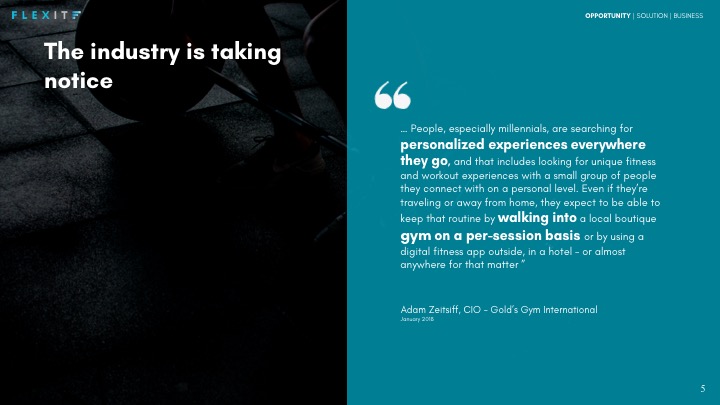 FLEXIT
OPPORTUNITY | SOLUTION | BUSINESS
The industry is taking
notice
“
... People, especially millennials, are searching for
personalized experiences everywhere
they go, and that includes looking for unique fitness
and workout experiences with a small group of people
they connect with on a personal level. Even if they're
traveling or away from home, they expect to be able to
keep that routine by walking into a local boutique
gym on a per-session basis or by using a
digital fitness app outside, in a hotel – or almost
anywhere for that matter ”
Adam Zeitsiff, CIO – Gold's Gym International
January 2018
5